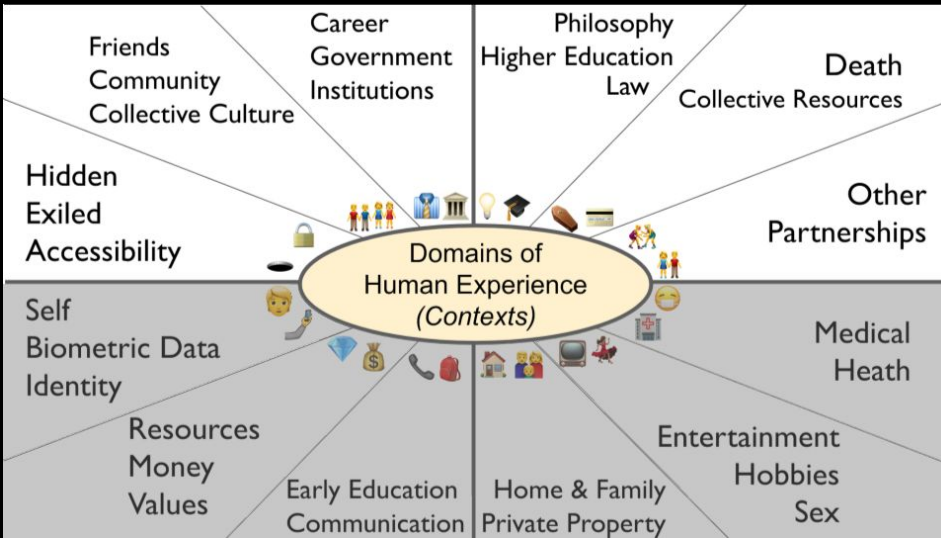 Friends
Community
Collective Culture
Career
Government
Institutions
Philosophy
Higher Education
Law
Death
Collective Resources
Hidden
Exiled
Accessibility
Other
Partnerships
Domains of
Human Experience
(Contexts)
Self
Biometric Data
Identity
Medical
Heath
Resources
Money
Values
Early Education
Communication
Home & Family
Private Property
Entertainment
Hobbies
Sex